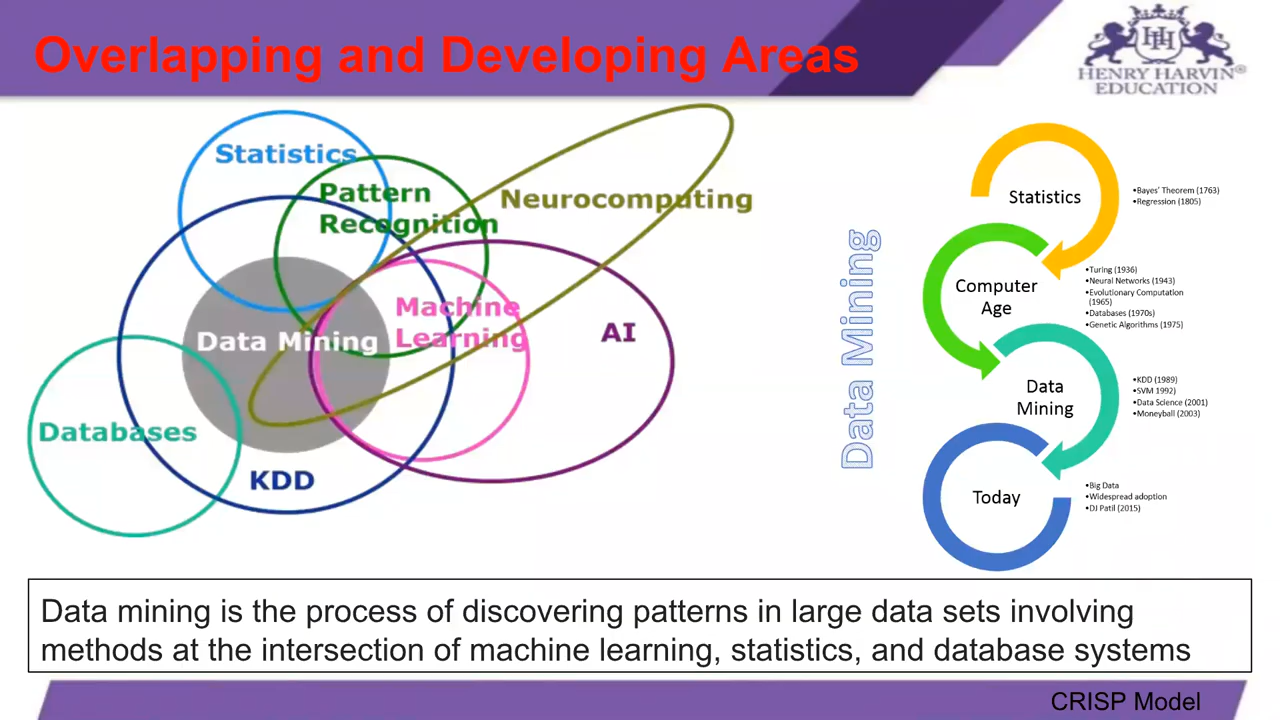 Overlapping and Developing Areas
HENRY HARVIN®
EDUCATION
Statistics
Pattern
Recognition
Neurocomputing
Machine
Learning
AI
Data Mining
Databases
KDD
Data Mining
Statistics
•Bayes' Theorem (1763)
•Regression (1805)
Computer
Age
•Turing (1936)
•Neural Networks (1943)
•Evolutionary Computation
(1965)
•Databases (1970s)
•Genetic Algorithms (1975)
Data
Mining
•KDD (1989)
•SVM 1992)
•Data Science (2001)
•Moneyball (2003)
Today
•Big Data
•Widespread adoption
•DJ Patil (2015)
Data mining is the process of discovering patterns in large data sets involving
methods at the intersection of machine learning, statistics, and database systems
CRISP Model